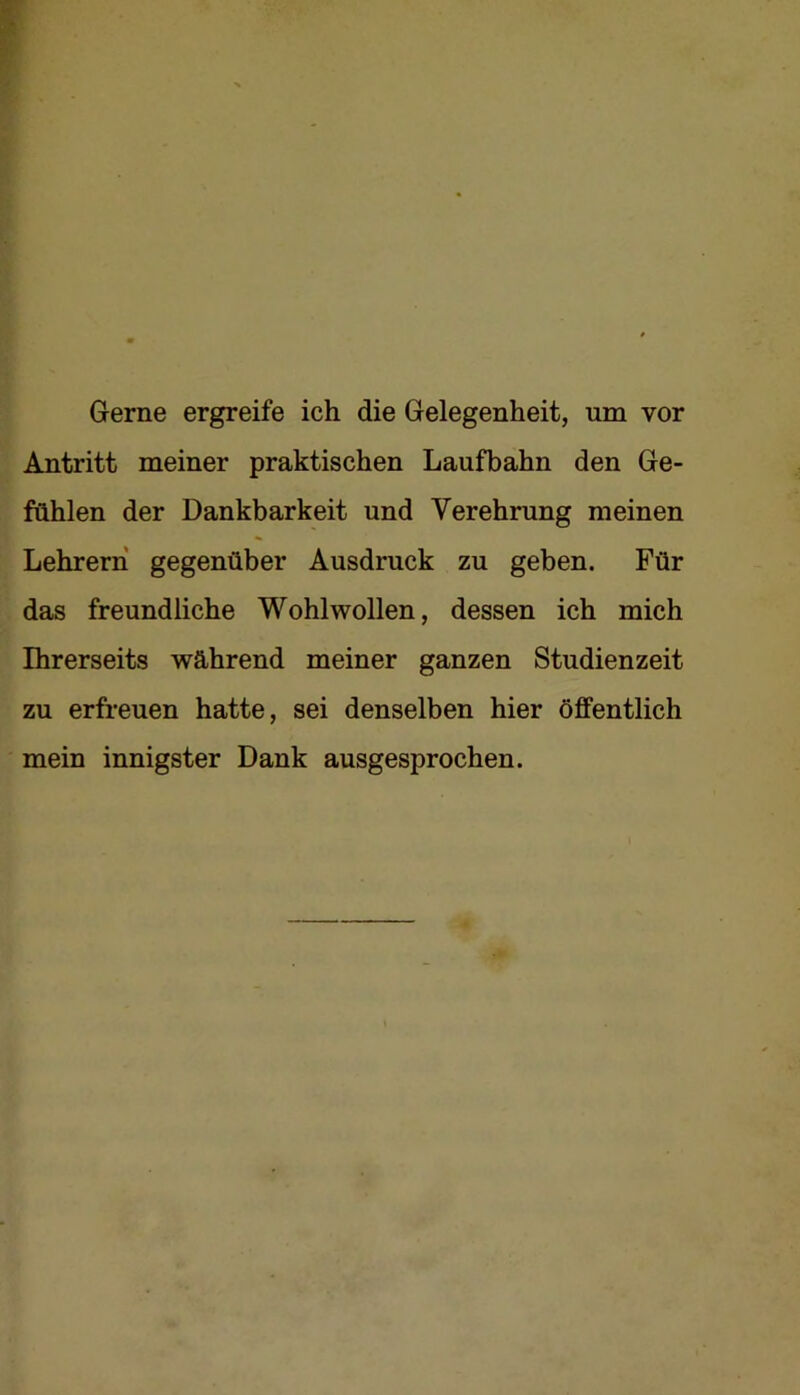 Gerne ergreife ich die Gelegenheit, um vor
Antritt meiner praktischen Laufbahn den Ge-
fühlen der Dankbarkeit und Verehrung meinen
Lehrern gegenüber Ausdruck zu geben. Für
das freundliche Wohlwollen, dessen ich mich
Ihrerseits während meiner ganzen Studienzeit
zu erfreuen hatte, sei denselben hier öffentlich
mein innigster Dank ausgesprochen.